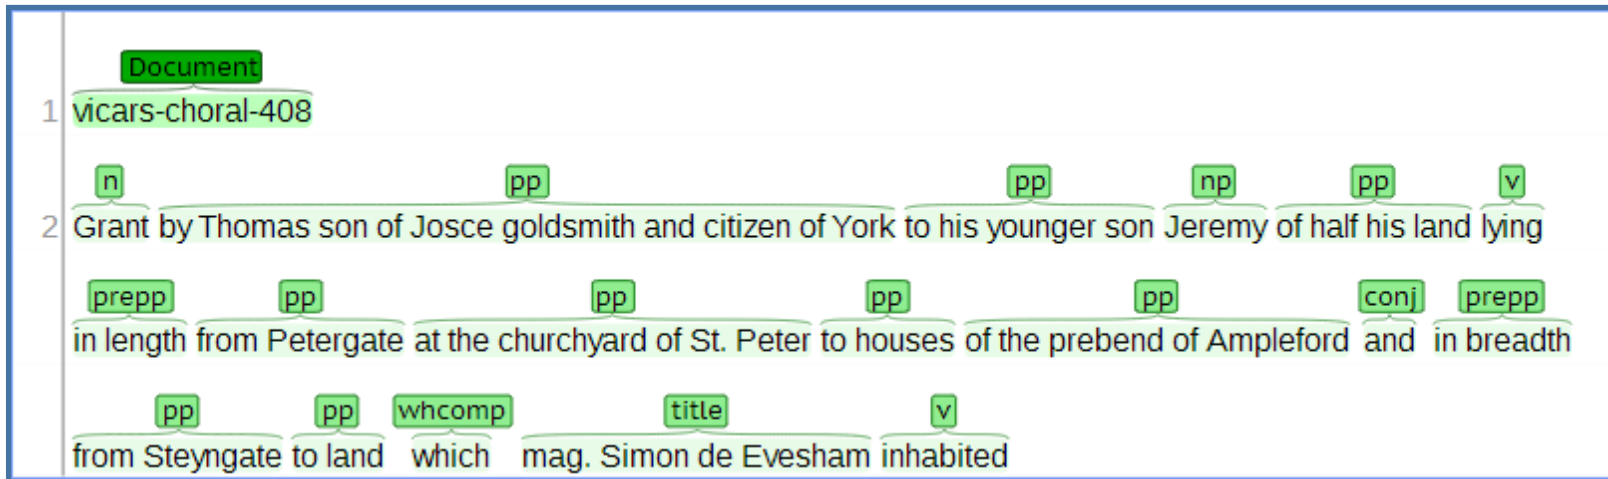 Document
1 vicars-choral-408
n pp pp np pp v
2 Grant by Thomas son of Josce goldsmith and citizen of York to his younger son Jeremy of half his land lying
prepp pp pp pp pp conj prepp
in length from Petergate at the churchyard of St. Peter to houses of the prebend of Ampleford and in breadth
pp pp whcomp title v
from Steyngate to land which mag. Simon de Evesham inhabited